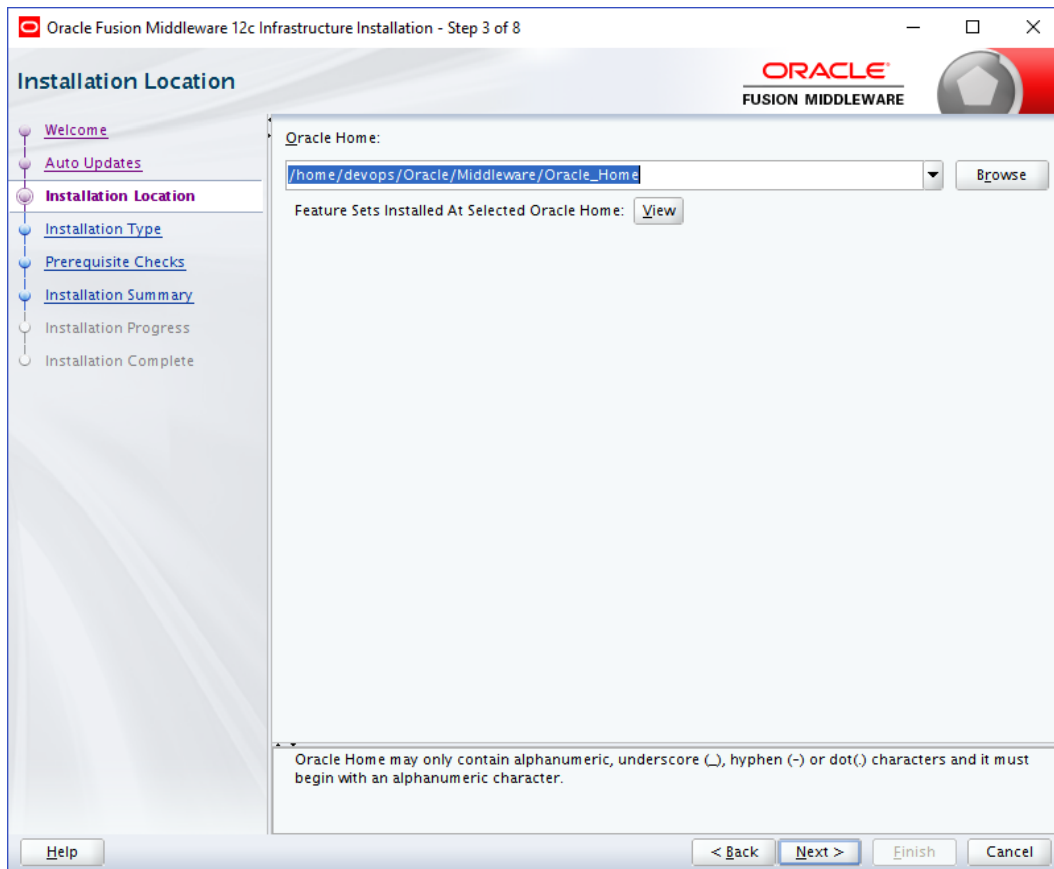 Oracle Fusion Middleware 12c Infrastructure Installation - Step 3 of 8
Installation Location
ORACLE®
FUSION MIDDLEWARE
Welcome
Auto Updates
Installation Location
Installation Type
Prerequisite Checks
Installation Summary
Installation Progress
Installation Complete
Oracle Home:
/home/devops/Oracle/Middleware/Oracle_Home
Browse
Feature Sets Installed At Selected Oracle Home: View
Oracle Home may only contain alphanumeric, underscore (_), hyphen (-) or dot(.) characters and it must
begin with an alphanumeric character.
Help
< Back
Next >
Finish
Cancel